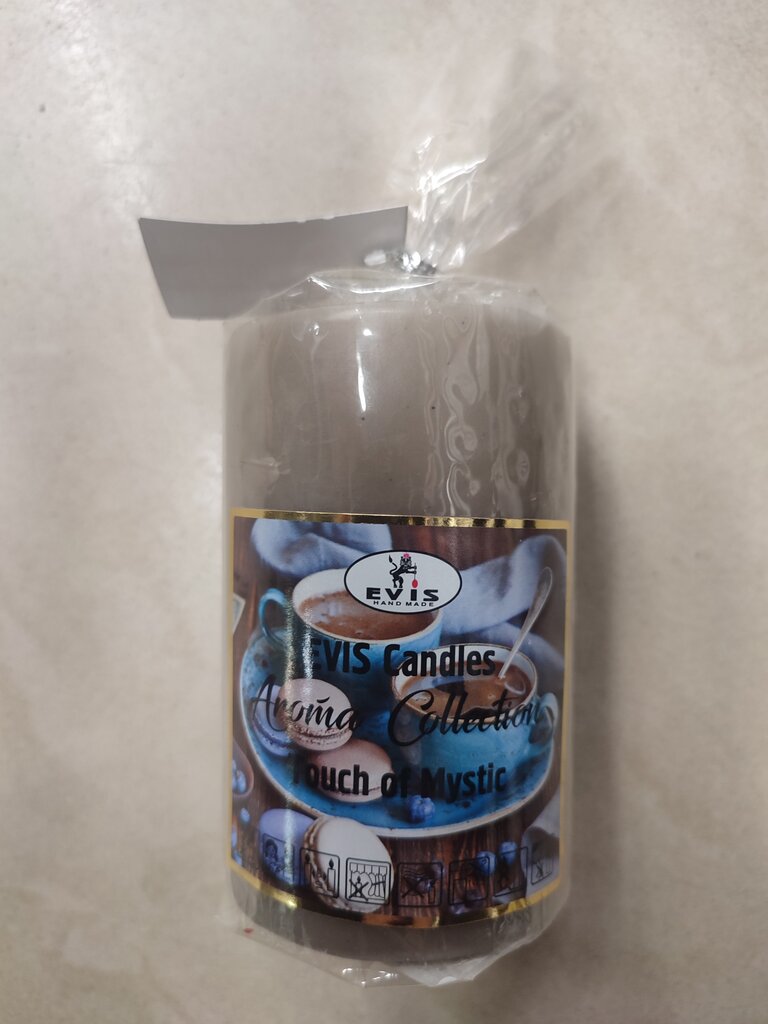 EVIS
HAND MADE
EVIS Candles
Aroma Collection
Touch of Mystic